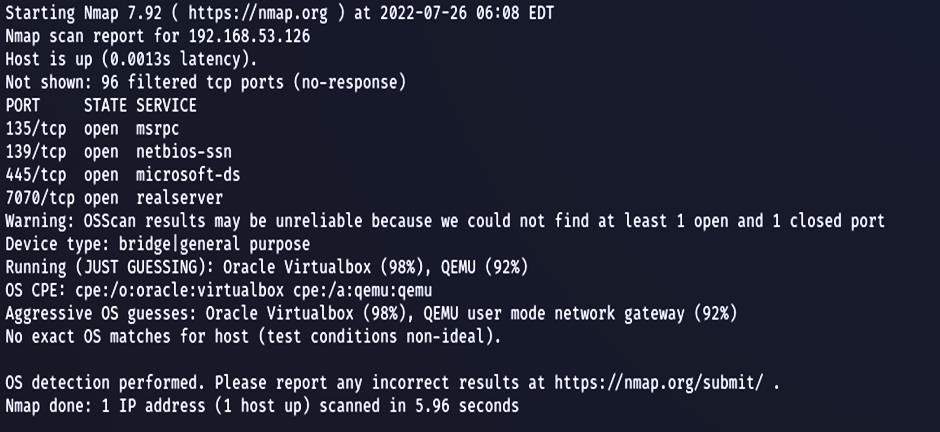 Starting Nmap 7.92 ( https://nmap.org ) at 2022-07-26 06:08 EDT
Nmap scan report for 192.168.53.126
Host is up (0.0013s latency).
Not shown: 96 filtered tcp ports (no-response)
PORT     STATE SERVICE
135/tcp  open  msrpc
139/tcp  open  netbios-ssn
445/tcp  open  microsoft-ds
7070/tcp open  realserver
Warning: OSScan results may be unreliable because we could not find at least 1 open and 1 closed port
Device type: bridge|general purpose
Running (JUST GUESSING): Oracle Virtualbox (98%), QEMU (92%)
OS CPE: cpe:/o:oracle:virtualbox cpe:/a:qemu:qemu
Aggressive OS guesses: Oracle Virtualbox (98%), QEMU user mode network gateway (92%)
No exact OS matches for host (test conditions non-ideal).
OS detection performed. Please report any incorrect results at https://nmap.org/submit/ .
Nmap done: 1 IP address (1 host up) scanned in 5.96 seconds